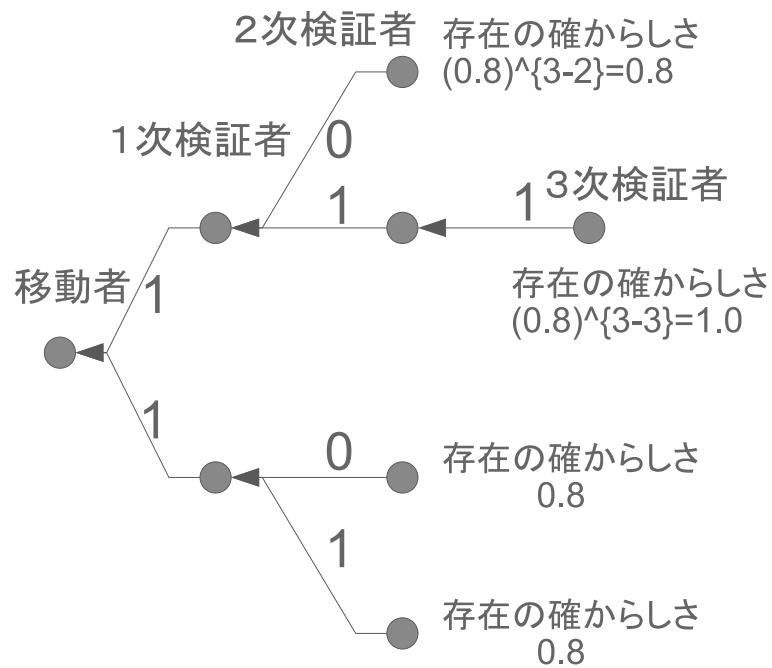 2次検証者
存在の確からしさ
(0.8)^{3-2}=0.8
1次検証者
0
1
1
3次検証者
存在の確からしさ
(0.8)^{3-3}=1.0
移動者
1
1
0
存在の確からしさ
0.8
1
存在の確からしさ
0.8